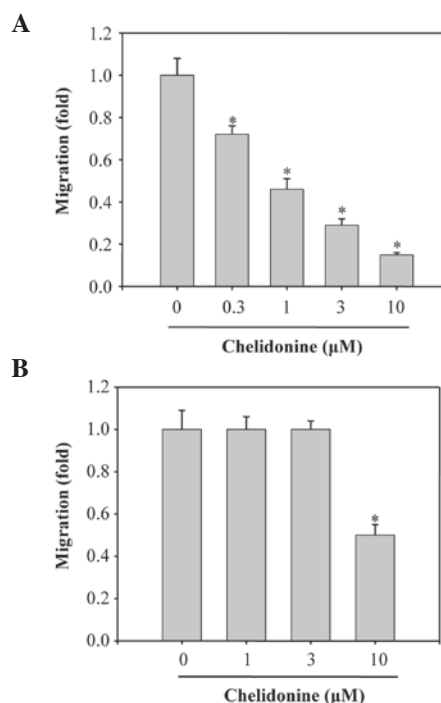 A
Migration (fold)
1.2
1.0
0.8
0.6
0.4
0.2
0.0
* * * *
0 0.3 1 3 10
Chelidonine (μM)
B
Migration (fold)
1.2
1.0
0.8
0.6
0.4
0.2
0.0
*
0 1 3 10
Chelidonine (μM)